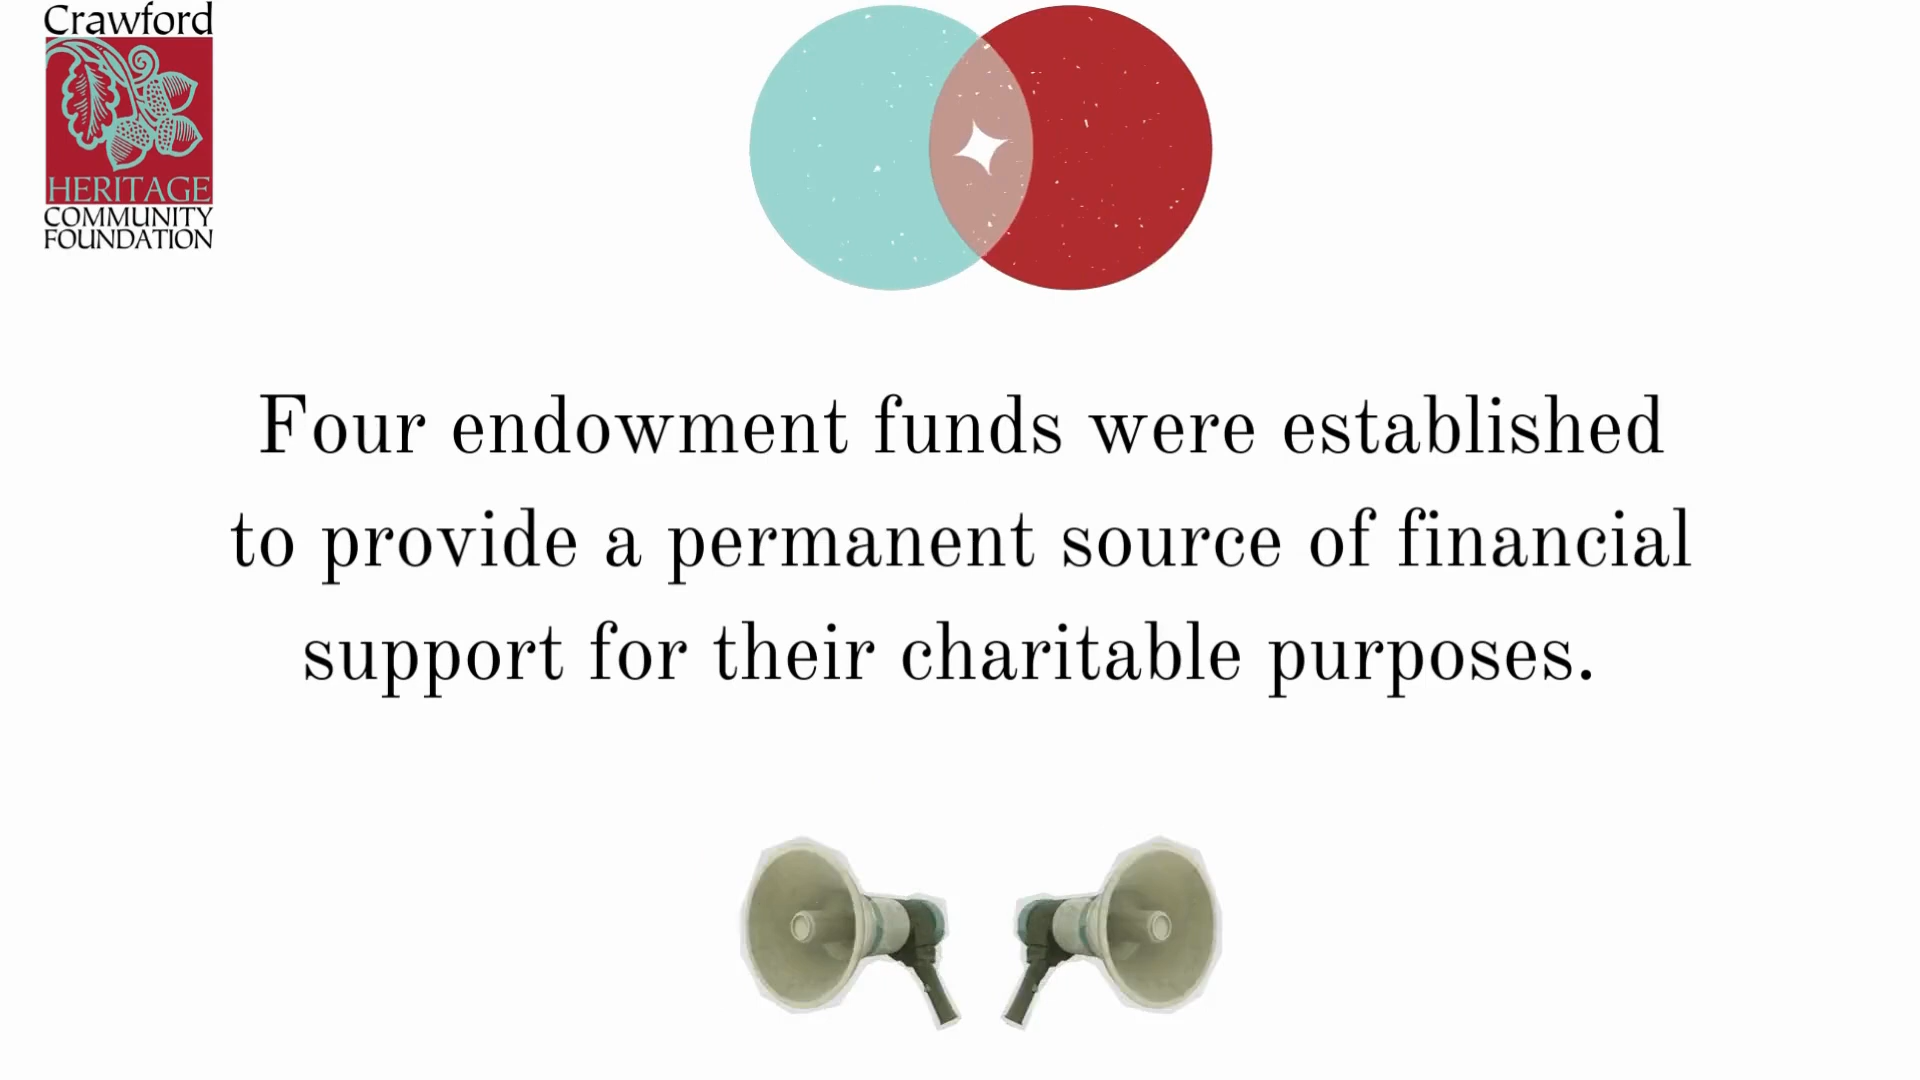 Crawford
HERITAGE
COMMUNITY
FOUNDATION
Four endowment funds were established
to provide a permanent source of financial
support for their charitable purposes.